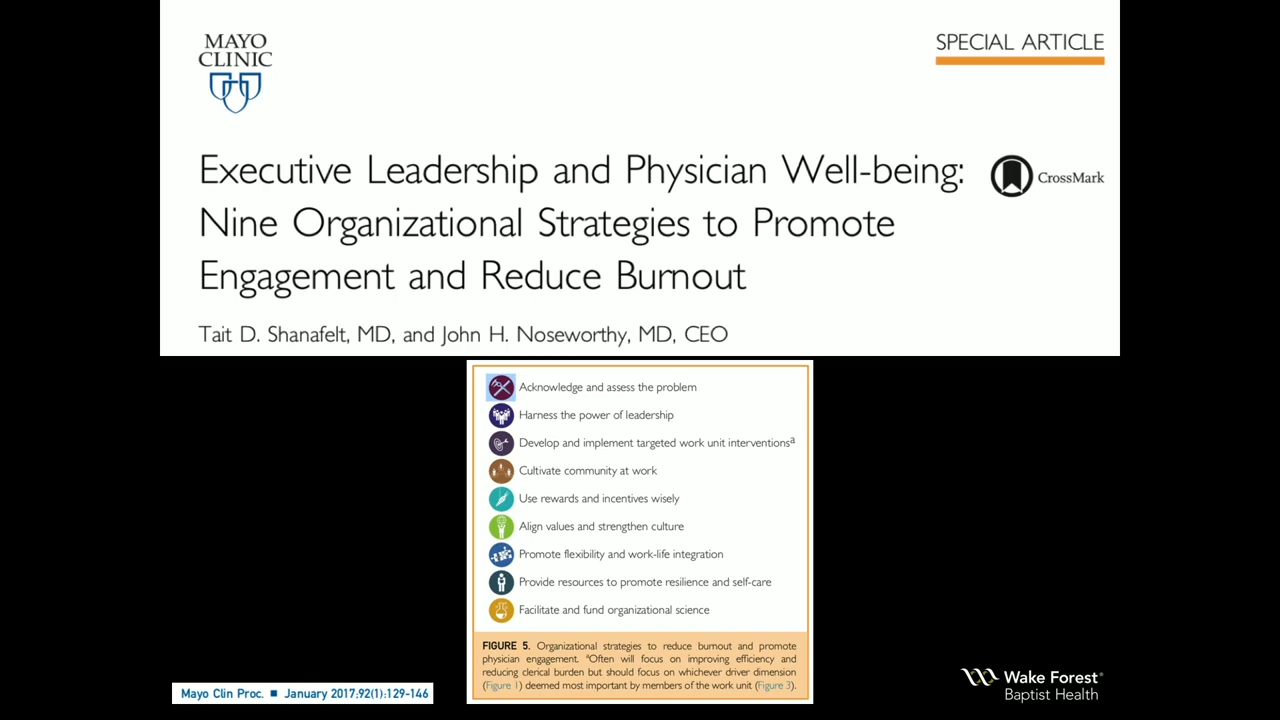 MAYO
CLINIC
SPECIAL ARTICLE
Executive Leadership and Physician Well-being:
Nine Organizational Strategies to Promote
Engagement and Reduce Burnout
CrossMark
Tait D. Shanafelt, MD, and John H. Noseworthy, MD, CEO
Acknowledge and assess the problem
Harness the power of leadership
Develop and implement targeted work unit interventionsª
Cultivate community at work
Use rewards and incentives wisely
Align values and strengthen culture
Promote flexibility and work-life integration
Provide resources to promote resilience and self-care
Facilitate and fund organizational science
FIGURE 5. Organizational strategies to reduce burnout and promote
physician engagement. ªOften will focus on improving efficiency and
reducing clerical burden but should focus on whichever driver dimension
(Figure 1) deemed most important by members of the work unit (Figure 3).
Mayo Clin Proc. ■ January 2017;92(1):129-146
Wake Forest®
Baptist Health